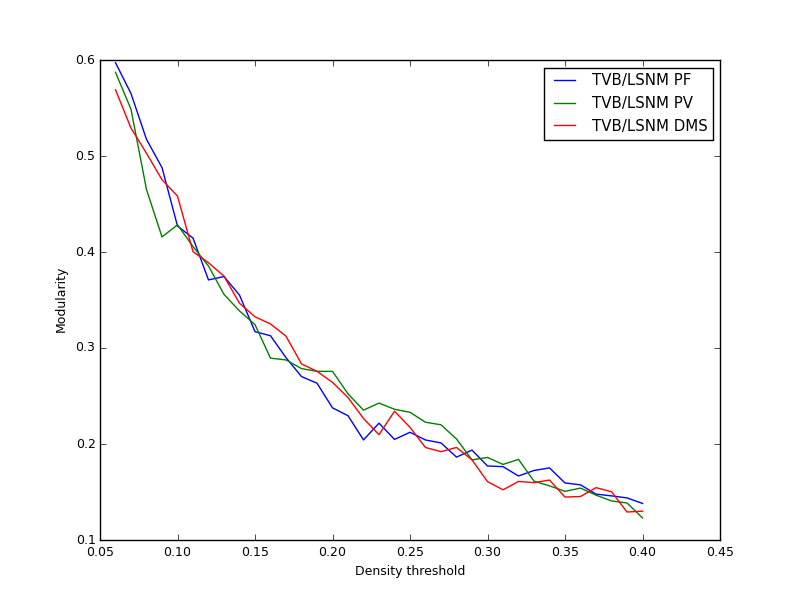 0.6
0.5
0.4
0.3
0.2
0.1
Modularity
TVB/LSNM PF
TVB/LSNM PV
TVB/LSNM DMS
0.05 0.10 0.15 0.20 0.25 0.30 0.35 0.40 0.45
Density threshold